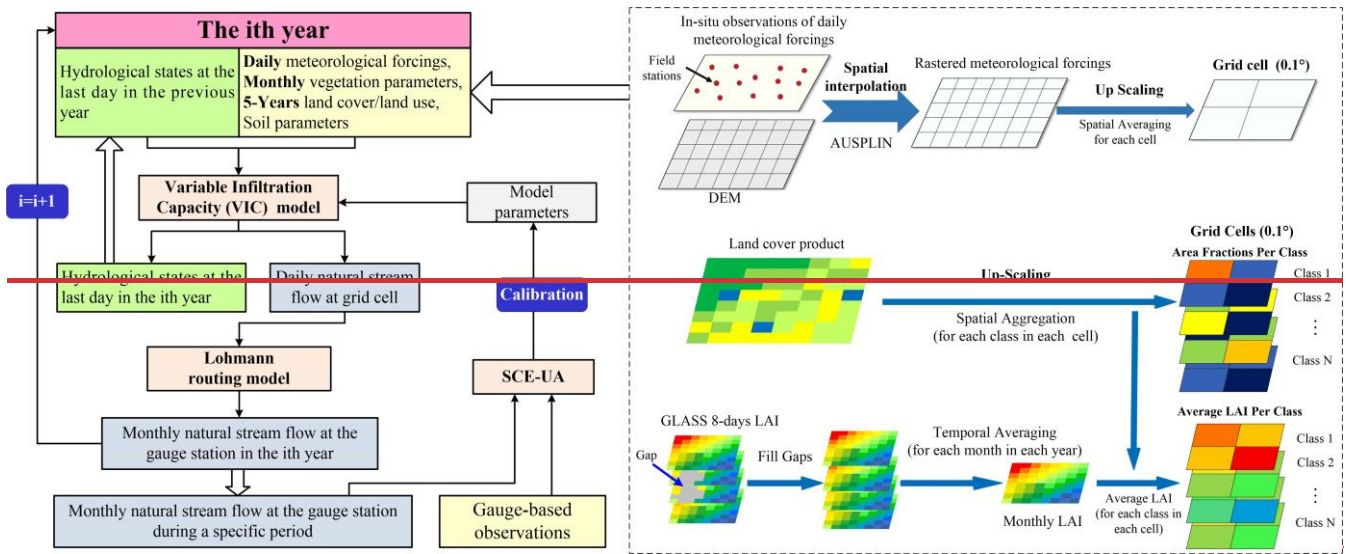 The ith year
Hydrological states at the
last day in the previous
year
Daily meteorological forcings,
Monthly vegetation parameters,
5-Years land cover/land use,
Soil parameters
i=i+1
Variable Infiltration
Capacity (VIC) model
Model
parameters
Hydrological states at the
last day in the ith year
Daily natural stream
flow at grid cell
Calibration
Lohmann
routing model
SCE-UA
Monthly natural stream flow at the
gauge station in the ith year
Monthly natural stream flow at the gauge station
during a specific period
Gauge-based
observations
In-situ observations of daily
meteorological forcings
Field
stations
DEM
Spatial
interpolation
AUSPLIN
Rastered meteorological forcings
Up Scaling
Spatial Averaging
for each cell
Grid cell (0.1°)
Land cover product
Up-Scaling
Spatial Aggregation
(for each class in each cell)
Grid Cells (0.1°)
Area Fractions Per Class
Class 1
Class 2
⋮
Class N
GLASS 8-days LAI
Gap
Fill Gaps
Temporal Averaging
(for each month in each year)
Monthly LAI
Average LAI
(for each class in
each cell)
Average LAI Per Class
Class 1
Class 2
⋮
Class N